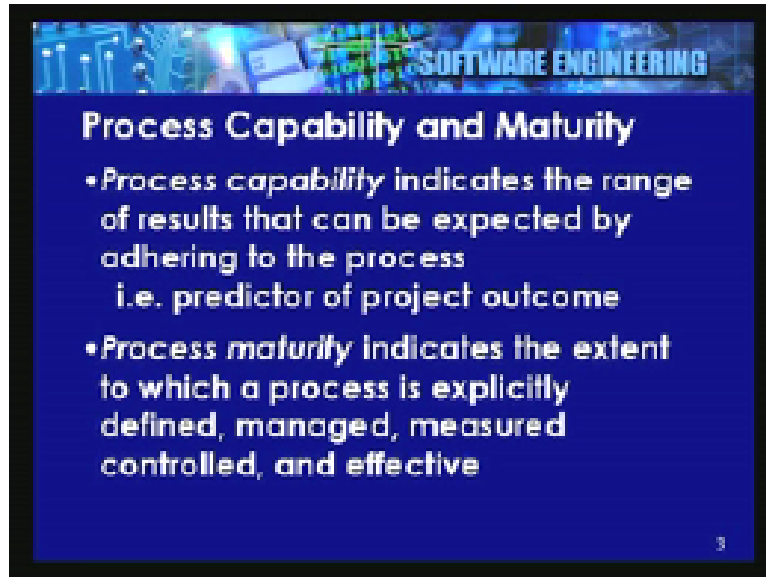 SOFTWARE ENGINEERING
Process Capability and Maturity
•Process capability indicates the range
of results that can be expected by
adhering to the process
i.e. predictor of project outcome
•Process maturity indicates the extent
to which a process is explicitly
defined, managed, measured
controlled, and effective
3